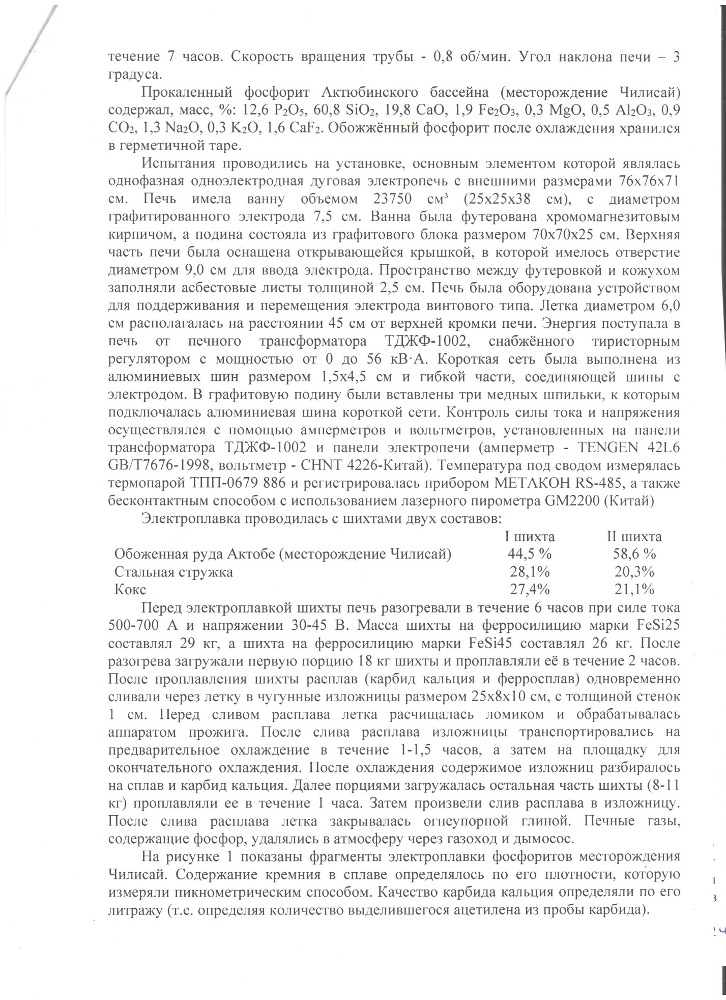 течение 7 часов. Скорость вращения трубы - 0,8 об/мин. Угол наклона печи – 3
градуса.
Прокаленный фосфорит Актюбинского бассейна (месторождение Чилисай)
содержал, масс, %: 12,6 P₂O₅, 60,8 SiO₂, 19,8 CaO, 1,9 Fe₂O₃, 0,3 MgO, 0,5 Al₂O₃, 0,9
CO₂, 1,3 Na₂O, 0,3 K₂O, 1,6 CaF₂. Обожжённый фосфорит после охлаждения хранился
в герметичной таре.
Испытания проводились на установке, основным элементом которой являлась
однофазная одноэлектродная дуговая электропечь с внешними размерами 76х76х71
см. Печь имела ванну объемом 23750 см³ (25х25х38 см), с диаметром
графитированного электрода 7,5 см. Ванна была футерована хромомагнезитовым
кирпичом, а подина состояла из графитового блока размером 70х70х25 см. Верхняя
часть печи была оснащена открывающейся крышкой, в которой имелось отверстие
диаметром 9,0 см для ввода электрода. Пространство между футеровкой и кожухом
заполняли асбестовые листы толщиной 2,5 см. Печь была оборудована устройством
для поддерживания и перемещения электрода винтового типа. Летка диаметром 6,0
см располагалась на расстоянии 45 см от верхней кромки печи. Энергия поступала в
печь от печного трансформатора ТДЖФ-1002, снабжённого тиристорным
регулятором с мощностью от 0 до 56 кВ·А. Короткая сеть была выполнена из
алюминиевых шин размером 1,5х4,5 см и гибкой части, соединяющей шины с
электродом. В графитовую подину были вставлены три медных шпильки, к которым
подключалась алюминиевая шина короткой сети. Контроль силы тока и напряжения
осуществлялся с помощью амперметров и вольтметров, установленных на панели
трансформатора ТДЖФ-1002 и панели электропечи (амперметр - TENGEN 42L6
GB/T7676-1998, вольтметр - CHNT 4226-Китай). Температура под сводом измерялась
термопарой ТПП-0679 886 и регистрировалась прибором МЕТАКОН RS-485, а также
бесконтактным способом с использованием лазерного пирометра GM2200 (Китай)
Электроплавка проводилась с шихтами двух составов:
I шихта II шихта
Обоженная руда Актобе (месторождение Чилисай) 44,5 % 58,6 %
Стальная стружка 28,1% 20,3%
Кокс 27,4% 21,1%
Перед электроплавкой шихты печь разогревали в течение 6 часов при силе тока
500-700 А и напряжении 30-45 В. Масса шихты на ферросилицию марки FeSi25
составлял 29 кг, а шихта на ферросилицию марки FeSi45 составлял 26 кг. После
разогрева загружали первую порцию 18 кг шихты и проплавляли её в течение 2 часов.
После проплавления шихты расплав (карбид кальция и ферросплав) одновременно
сливали через летку в чугунные изложницы размером 25х8х10 см, с толщиной стенок
1 см. Перед сливом расплава летка расчищалась ломиком и обрабатывалась
аппаратом прожига. После слива расплава изложницы транспортировались на
предварительное охлаждение в течение 1-1,5 часов, а затем на площадку для
окончательного охлаждения. После охлаждения содержимое изложниц разбиралось
на сплав и карбид кальция. Далее порциями загружалась остальная часть шихты (8-11
кг) проплавляли ее в течение 1 часа. Затем произвели слив расплава в изложницу.
После слива расплава летка закрывалась огнеупорной глиной. Печные газы,
содержащие фосфор, удалялись в атмосферу через газоход и дымосос.
На рисунке 1 показаны фрагменты электроплавки фосфоритов месторождения
Чилисай. Содержание кремния в сплаве определялось по его плотности, которую
измеряли пикнометрическим способом. Качество карбида кальция определяли по его
литражу (т.е. определяя количество выделившегося ацетилена из пробы карбида).